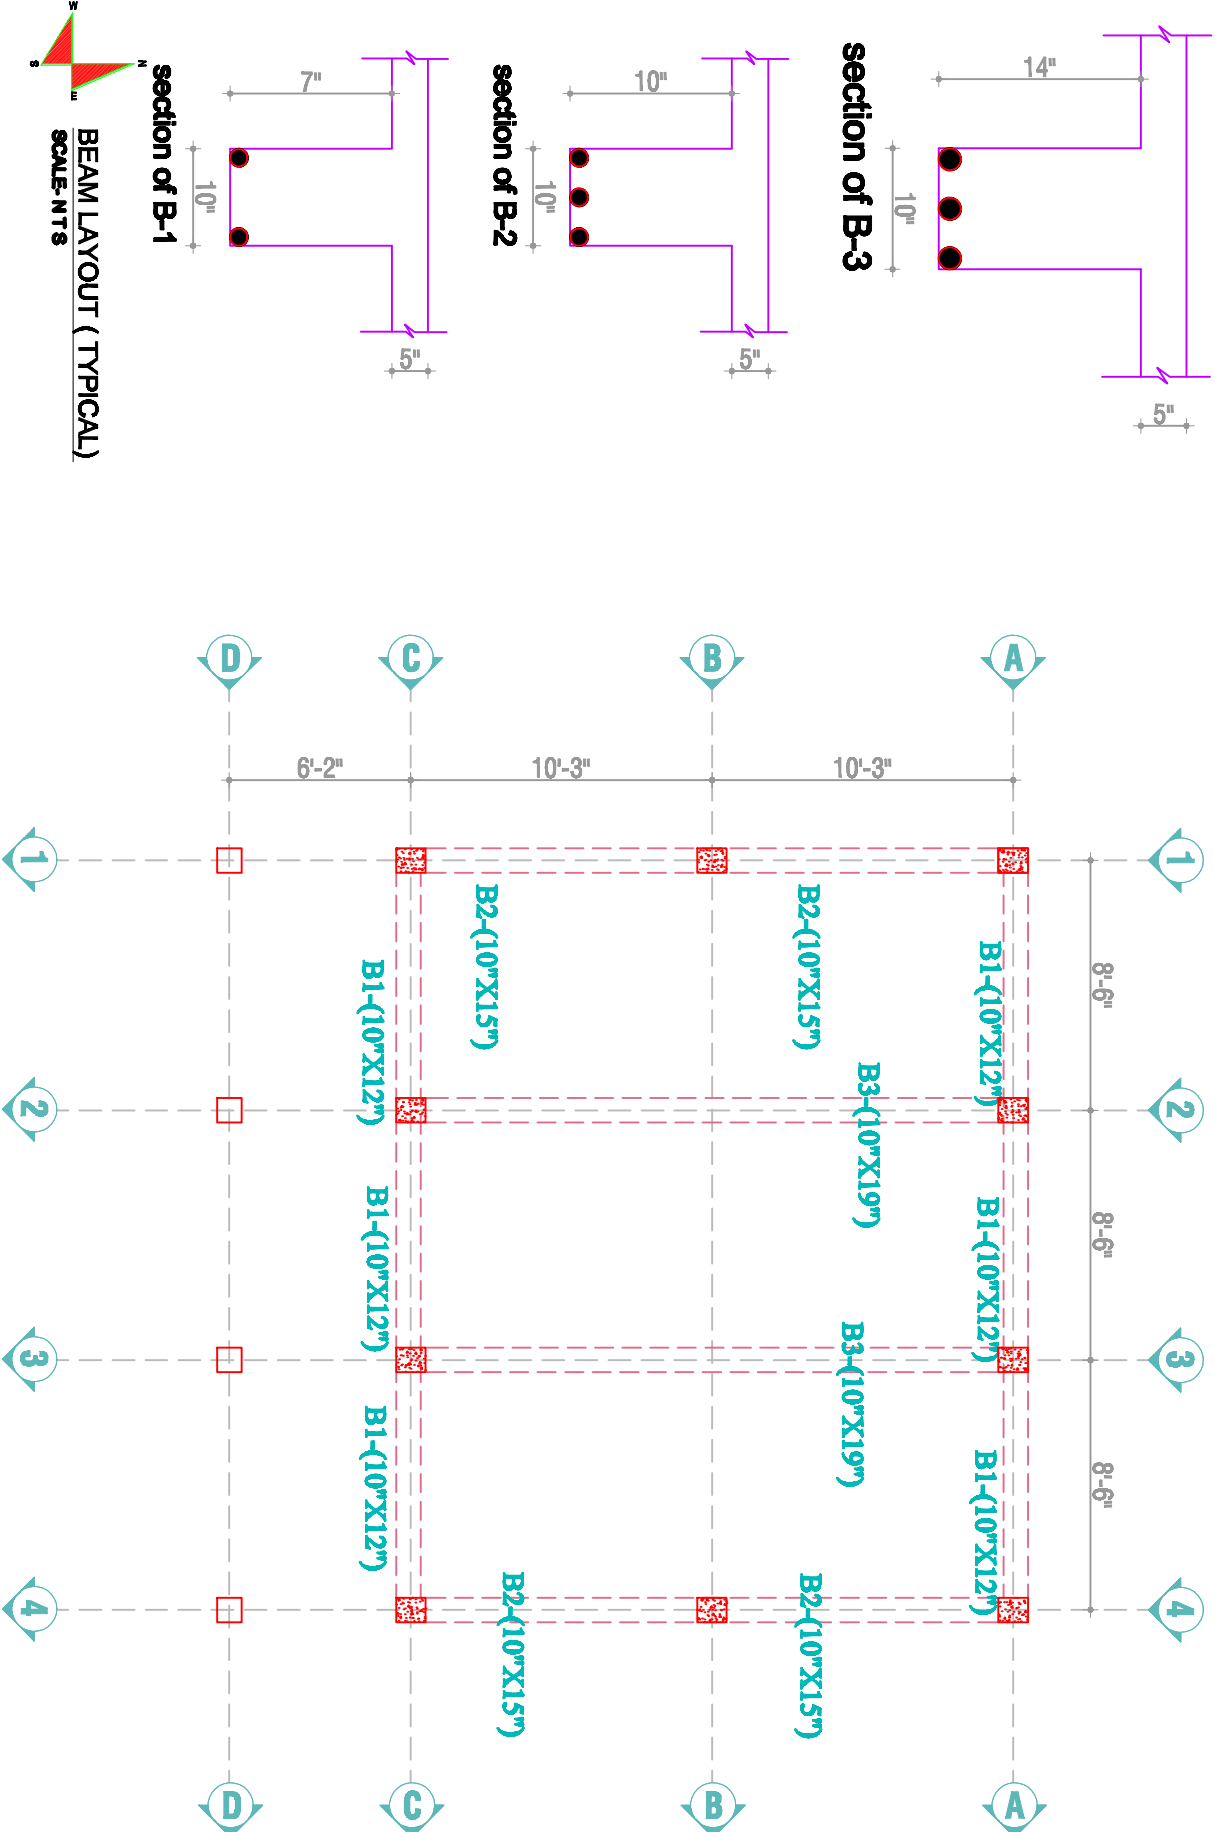 W
N
S
E
BEAM LAYOUT ( TYPICAL)
SCALE- N T S
section of B-1
7"
10"
5"
section of B-2
10"
10"
5"
section of B-3
14"
10"
5"
D
C
B
A
6'-2"
10'-3"
10'-3"
1
1
8'-6"
B2-(10"X15")
B2-(10"X15")
B1-(10"X12")
B1-(10"X12")
2
2
8'-6"
B3-(10"X19")
B1-(10"X12")
B1-(10"X12")
3
3
8'-6"
B3-(10"X19")
B1-(10"X12")
B1-(10"X12")
4
4
B2-(10"X15")
B2-(10"X15")
D
C
B
A